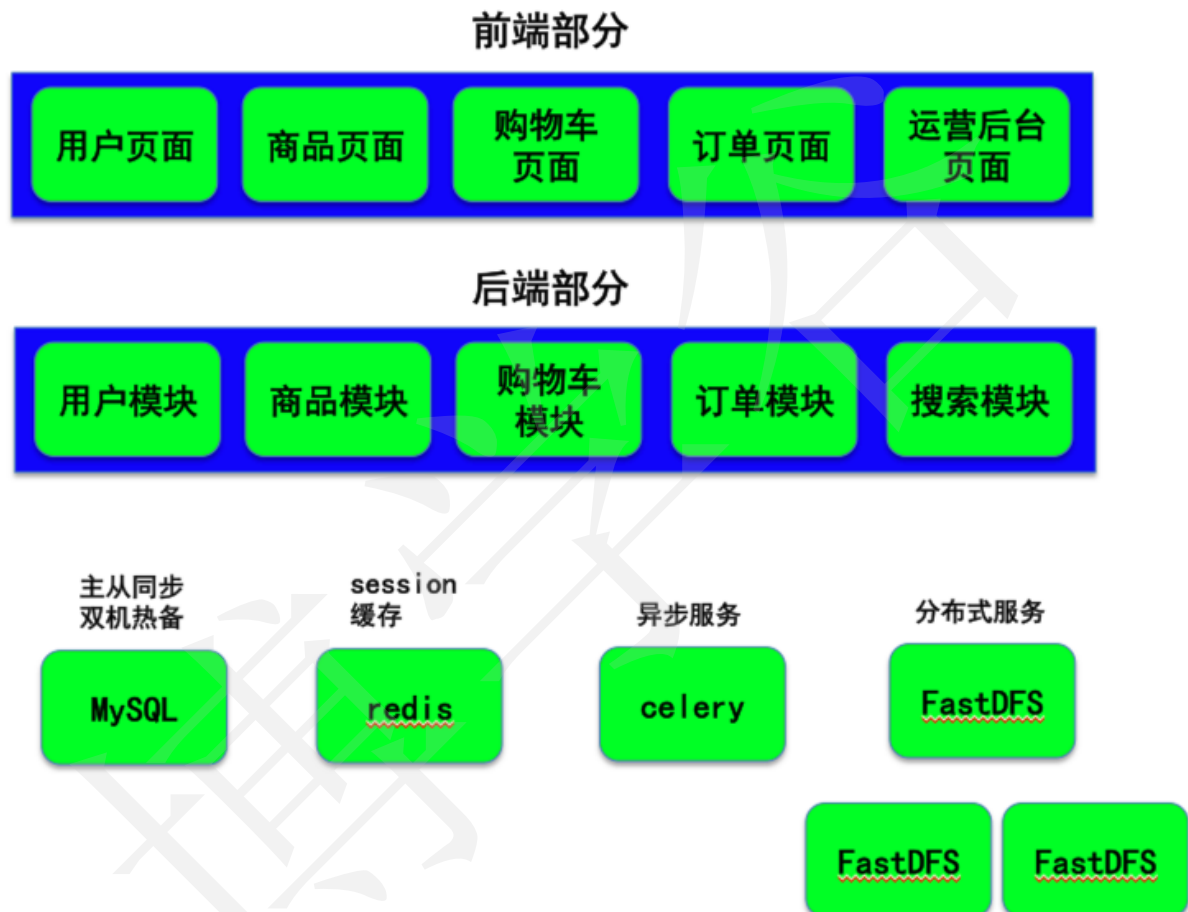 前端部分
用户页面
商品页面
购物车
页面
订单页面
运营后台
页面
后端部分
用户模块
商品模块
购物车
模块
订单模块
搜索模块
主从同步
双机热备
session
缓存
异步服务
分布式服务
MySQL
redis
celery
FastDFS
FastDFS
FastDFS
博学谷